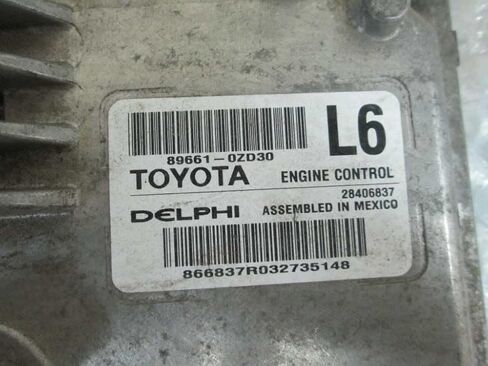 L6
89661-0ZD30
TOYOTA ENGINE CONTROL
28406837
DELPHI ASSEMBLED IN MEXICO
866837R032735148